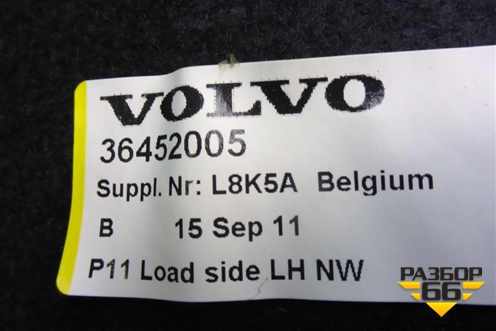 VOLVO
36452005
Suppl. Nr: L8K5A Belgium
B 15 Sep 11
P11 Load side LH NW
РАЗБОР
66